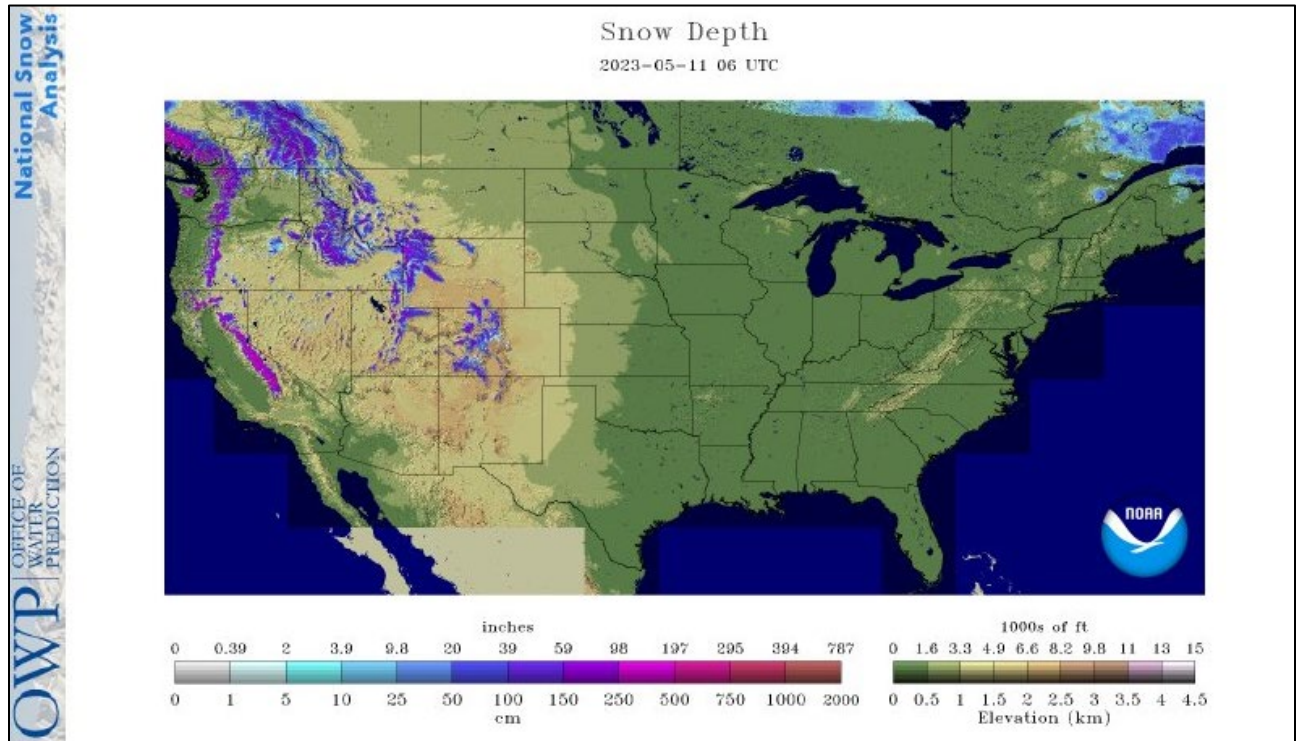 National Snow
Analysis
OWP
OFFICE OF
WATER
PREDICTION
Snow Depth
2023-05-11 06 UTC
NOAA
inches
0 0.39 2 3.9 9.8 20 39 59 98 197 295 394 787
0 1 5 10 25 50 100 150 250 500 750 1000 2000
cm
1000s of ft
0 1.6 3.3 4.9 6.6 8.2 9.8 11 13 15
0 0.5 1 1.5 2 2.5 3 3.5 4 4.5
Elevation (km)